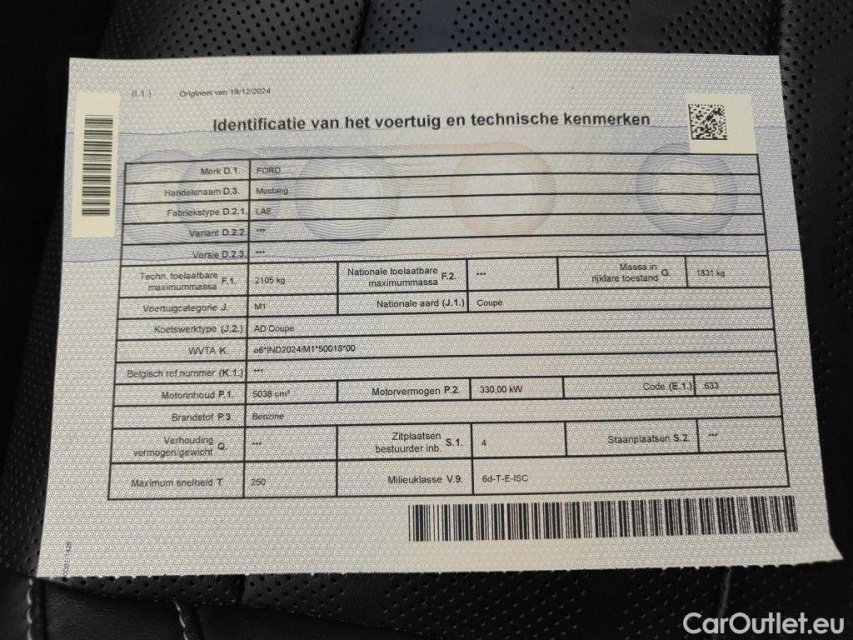 (I.1.) Origineel van 19/12/2024
Identificatie van het voertuig en technische kenmerken
Merk D.1. FORD
Handelsnaam D.3. Mustang
Fabriekstype D.2.1. LAE
Variant D.2.2. ***
Versie D.2.3. ***
Techn. toelaatbare maximummassa F.1. 2105 kg Nationale toelaatbare maximummassa F.2. *** Massa in rijklare toestand G. 1831 kg
Voertuigcategorie J. M1 Nationale aard (J.1.) Coupe
Koetswerktype (J.2.) AD Coupe
WVTA K. e6*IND2024/M1*50018*00
Belgisch ref.nummer (K.1.) ***
Motorinhoud P.1. 5038 cm³ Motorvermogen P.2. 330.00 kW Code (E.1.) 633
Brandstof P.3. Benzine
Verhouding vermogen/gewicht Q. *** Zitplaatsen bestuurder inb. S.1. 4 Staanplaatsen S.2. ***
Maximum snelheid T. 250 Milieuklasse V.9. 6d-T-E-ISC
CarOutlet.eu